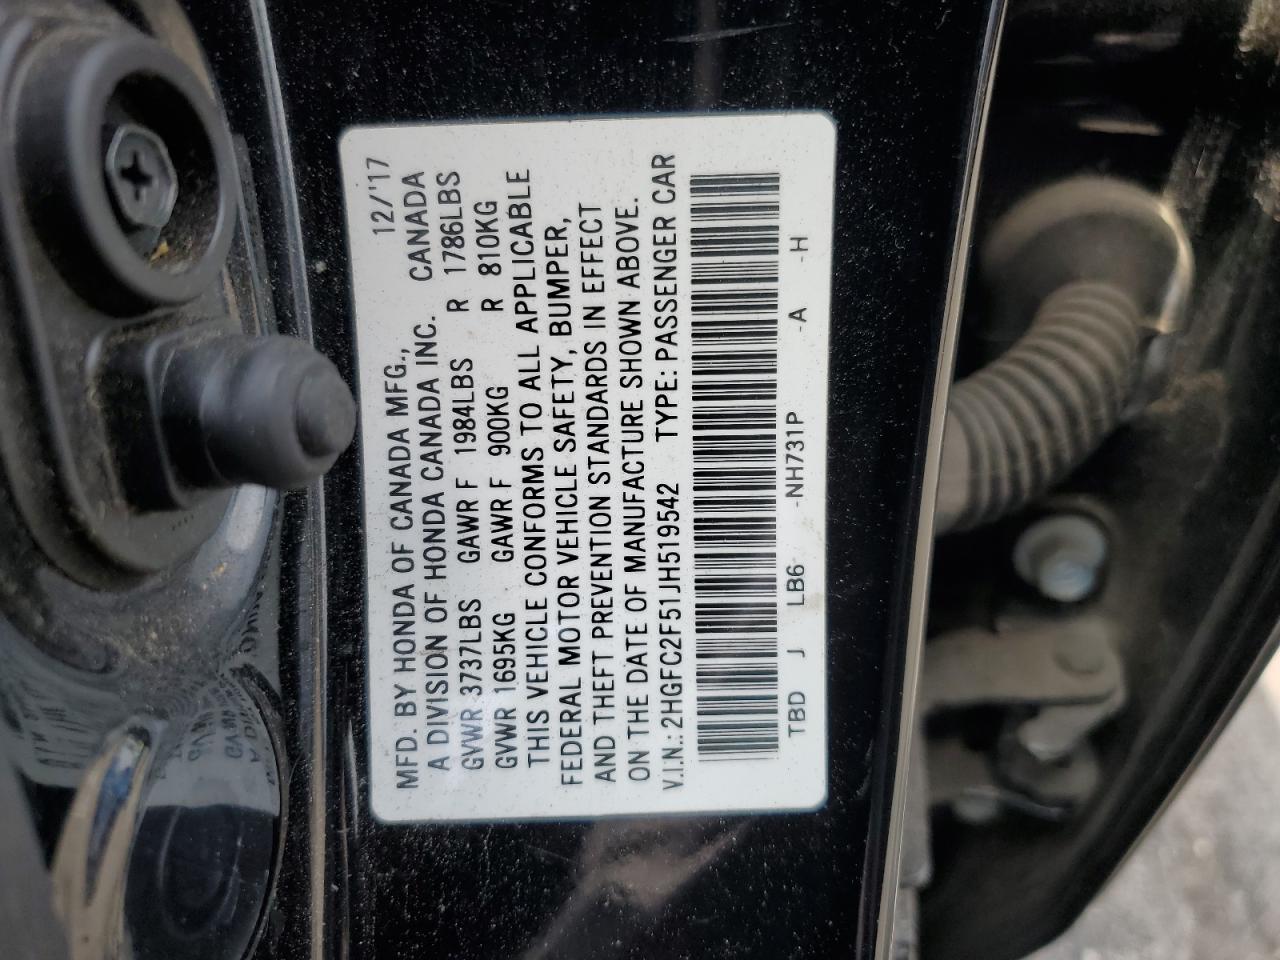 MFD. BY HONDA OF CANADA MFG., 12/'17
A DIVISION OF HONDA CANADA INC. CANADA
GVWR 3737LBS GAWR F 1984LBS R 1786LBS
GVWR 1695KG GAWR F 900KG R 810KG
THIS VEHICLE CONFORMS TO ALL APPLICABLE
FEDERAL MOTOR VEHICLE SAFETY, BUMPER,
AND THEFT PREVENTION STANDARDS IN EFFECT
ON THE DATE OF MANUFACTURE SHOWN ABOVE.
V.I.N.: 2HGFC2F51JH519542 TYPE: PASSENGER CAR
TBD J LB6- -NH731P -A -H